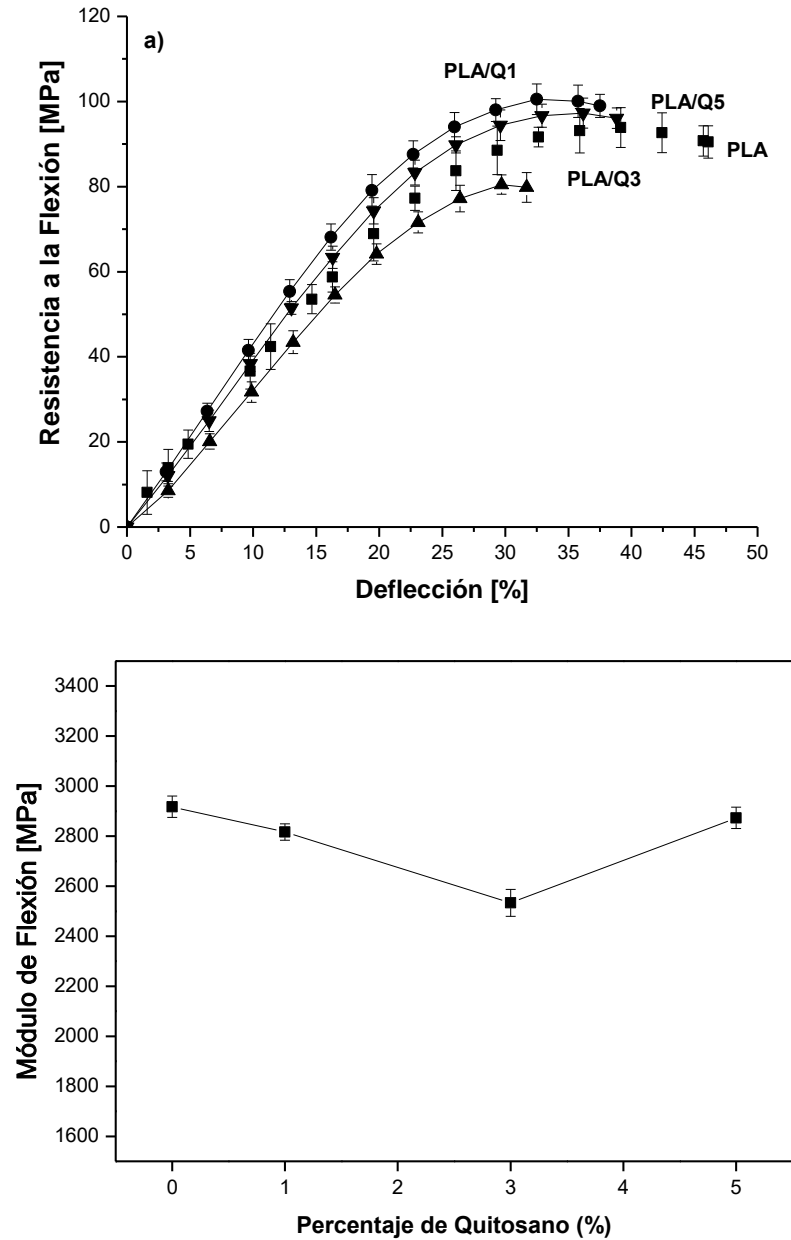 a)
PLA/Q1
PLA/Q5
PLA
PLA/Q3
120
100
80
60
40
20
0
Resistencia a la Flexión [MPa]
0 5 10 15 20 25 30 35 40 45 50
Deflección [%]
3400
3200
3000
2800
2600
2400
2200
2000
1800
1600
Módulo de Flexión [MPa]
0 1 2 3 4 5
Percentaje de Quitosano (%)